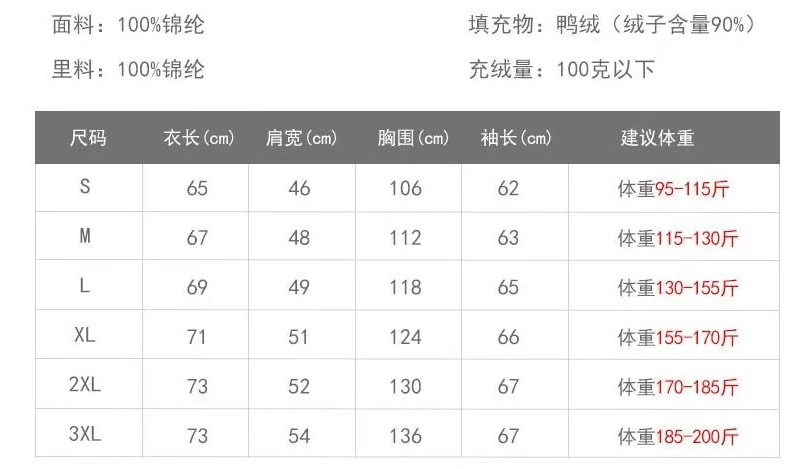 面料：100%锦纶 填充物：鸭绒（绒子含量90%）
里料：100%锦纶 充绒量：100克以下
尺码 衣长(cm) 肩宽(cm) 胸围(cm) 袖长(cm) 建议体重
S 65 46 106 62 体重95-115斤
M 67 48 112 63 体重115-130斤
L 69 49 118 65 体重130-155斤
XL 71 51 124 66 体重155-170斤
2XL 73 52 130 67 体重170-185斤
3XL 73 54 136 67 体重185-200斤